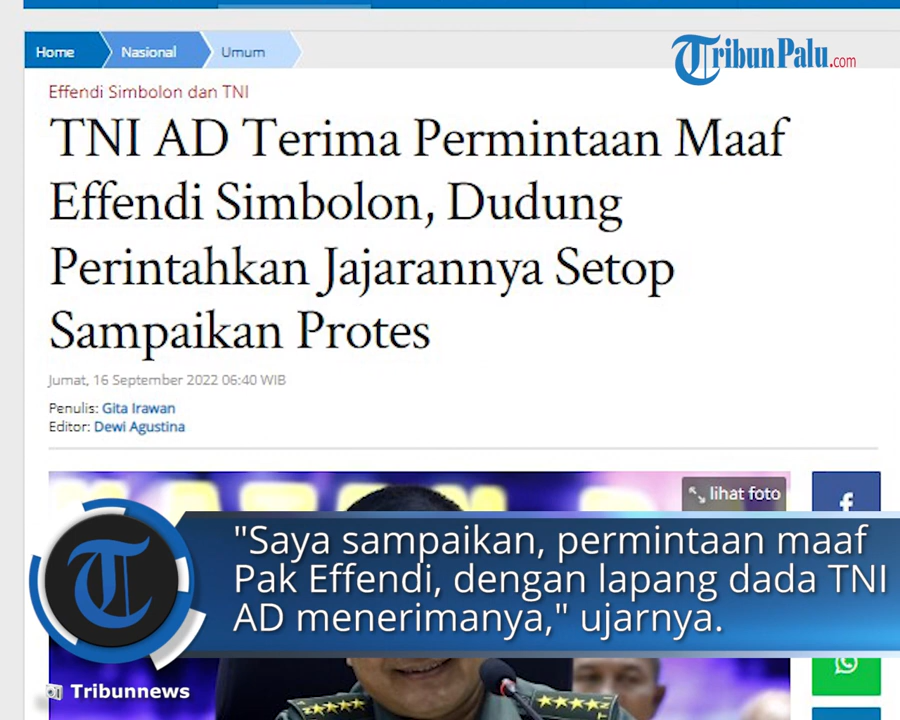 Home Nasional Umum
TribunPalu.com
Effendi Simbolon dan TNI
TNI AD Terima Permintaan Maaf
Effendi Simbolon, Dudung
Perintahkan Jajarannya Setop
Sampaikan Protes
Jumat, 16 September 2022 06:40 WIB
Penulis: Gita Irawan
Editor: Dewi Agustina
lihat foto
f
"Saya sampaikan, permintaan maaf
Pak Effendi, dengan lapang dada TNI
AD menerimanya," ujarnya.
T
Tribunnews